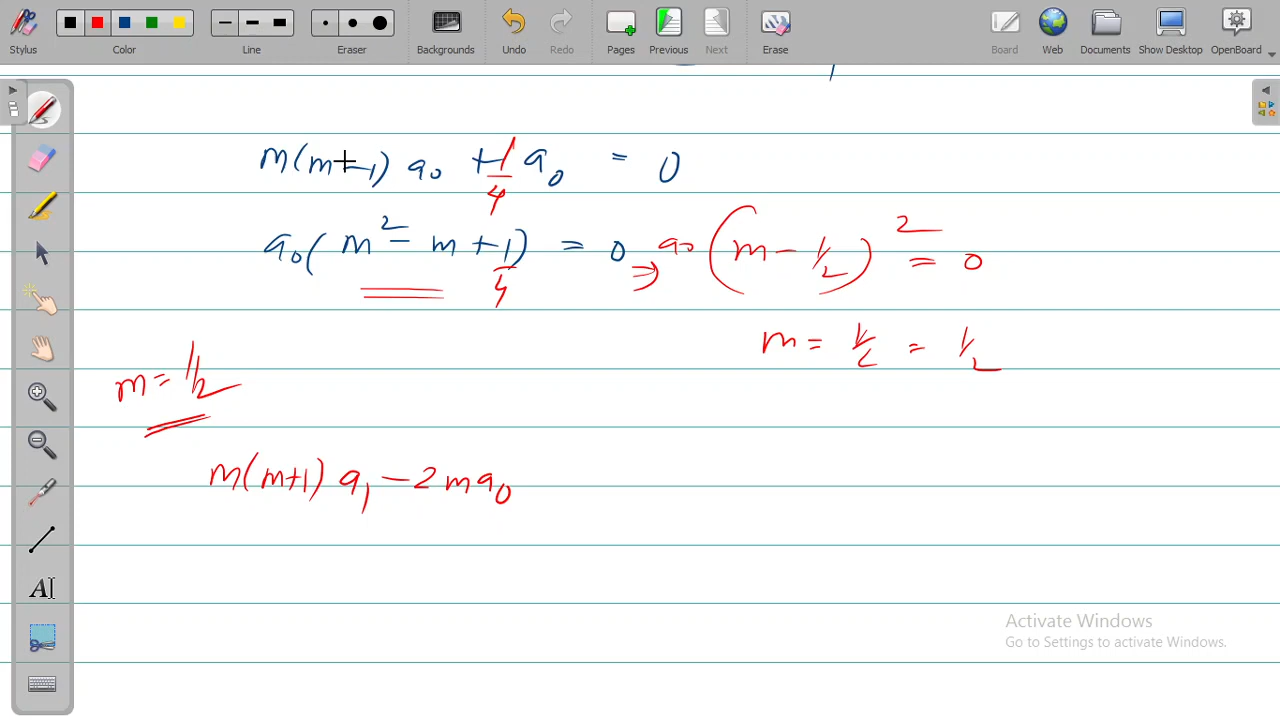 Stylus Color Line Eraser Backgrounds Undo Redo Pages Previous Next Erase Board Web Documents Show Desktop OpenBoard
m(m-1) a₀ + 1/4 a₀ = 0
a₀(m² - m + 1/4) = 0 ⇒ a₀(m - 1/2)² = 0
m = 1/2 = 1/2
m = 1/2
m(m+1) a₁ - 2ma₀
Activate Windows
Go to Settings to activate Windows.